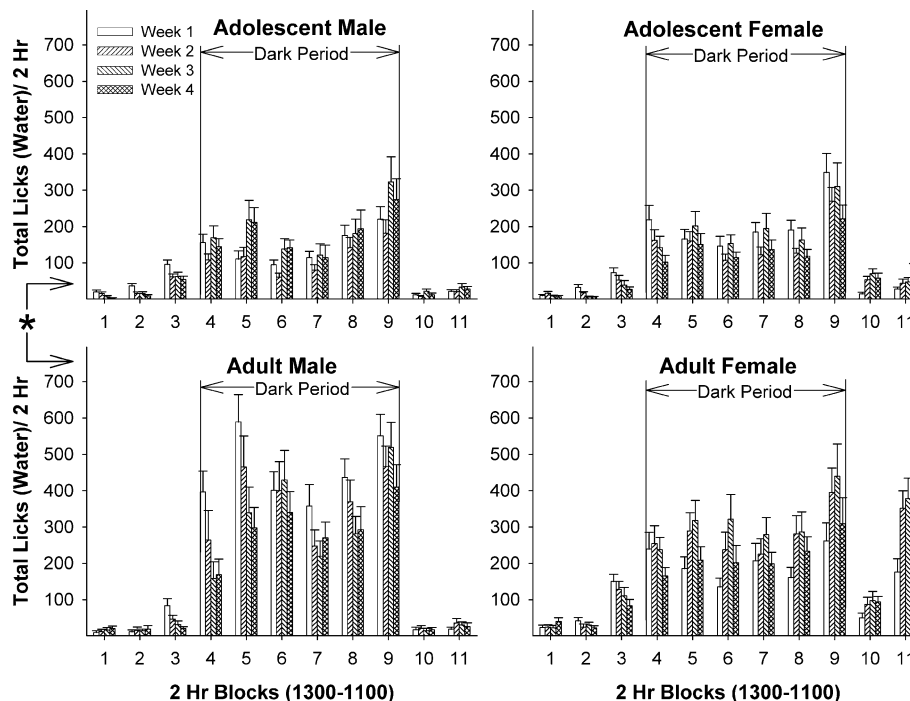 Adolescent Male
Adolescent Female
Week 1
Week 2
Week 3
Week 4
Dark Period
Dark Period
Total Licks (Water)/ 2 Hr
700
600
500
400
300
200
100
1 2 3 4 5 6 7 8 9 10 11
700
600
500
400
300
200
100
1 2 3 4 5 6 7 8 9 10 11
*
Adult Male
Adult Female
Dark Period
Dark Period
Total Licks (Water)/ 2 Hr
700
600
500
400
300
200
100
1 2 3 4 5 6 7 8 9 10 11
700
600
500
400
300
200
100
1 2 3 4 5 6 7 8 9 10 11
2 Hr Blocks (1300-1100)
2 Hr Blocks (1300-1100)